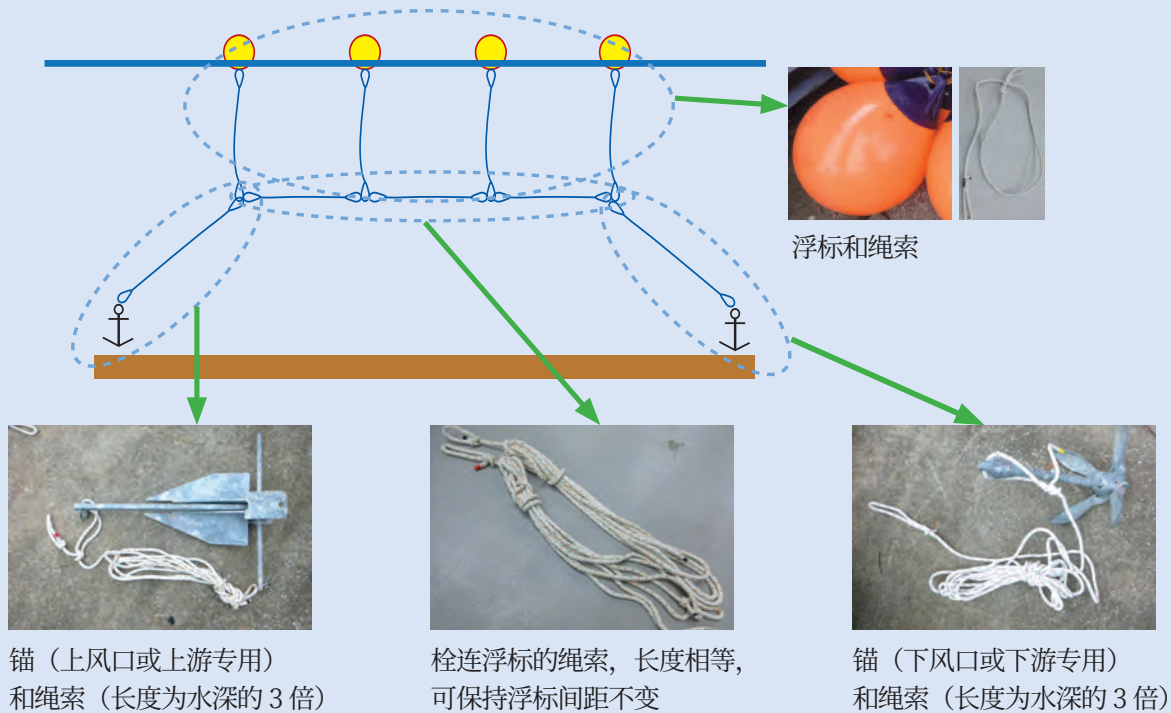 浮标和绳索
锚（上风口或上游专用）
和绳索（长度为水深的 3 倍）
栓连浮标的绳索，长度相等，
可保持浮标间距不变
锚（下风口或下游专用）
和绳索（长度为水深的 3 倍）